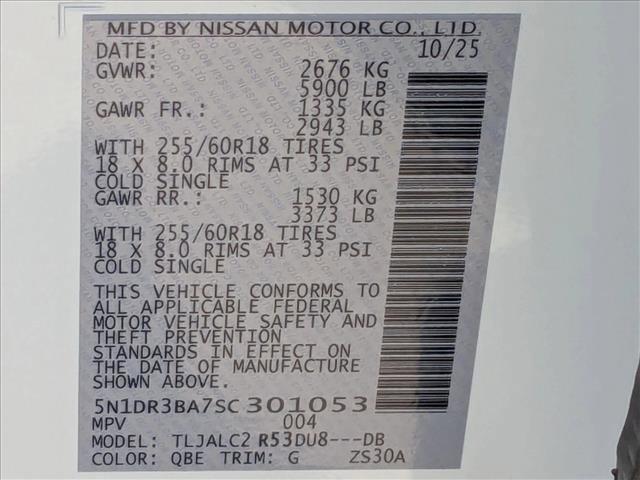 MFD BY NISSAN MOTOR CO., LTD.
DATE: 10/25
GVWR: 2676 KG
5900 LB
GAWR FR.: 1335 KG
2943 LB
WITH 255/60R18 TIRES
18 X 8.0 RIMS AT 33 PSI
COLD SINGLE
GAWR RR.: 1530 KG
3373 LB
WITH 255/60R18 TIRES
18 X 8.0 RIMS AT 33 PSI
COLD SINGLE
THIS VEHICLE CONFORMS TO
ALL APPLICABLE FEDERAL
MOTOR VEHICLE SAFETY AND
THEFT PREVENTION
STANDARDS IN EFFECT ON
THE DATE OF MANUFACTURE
SHOWN ABOVE.
5N1DR3BA7SC301053
MPV 004
MODEL: TLJALC2 R53DU8---DB
COLOR: QBE TRIM: G ZS30A